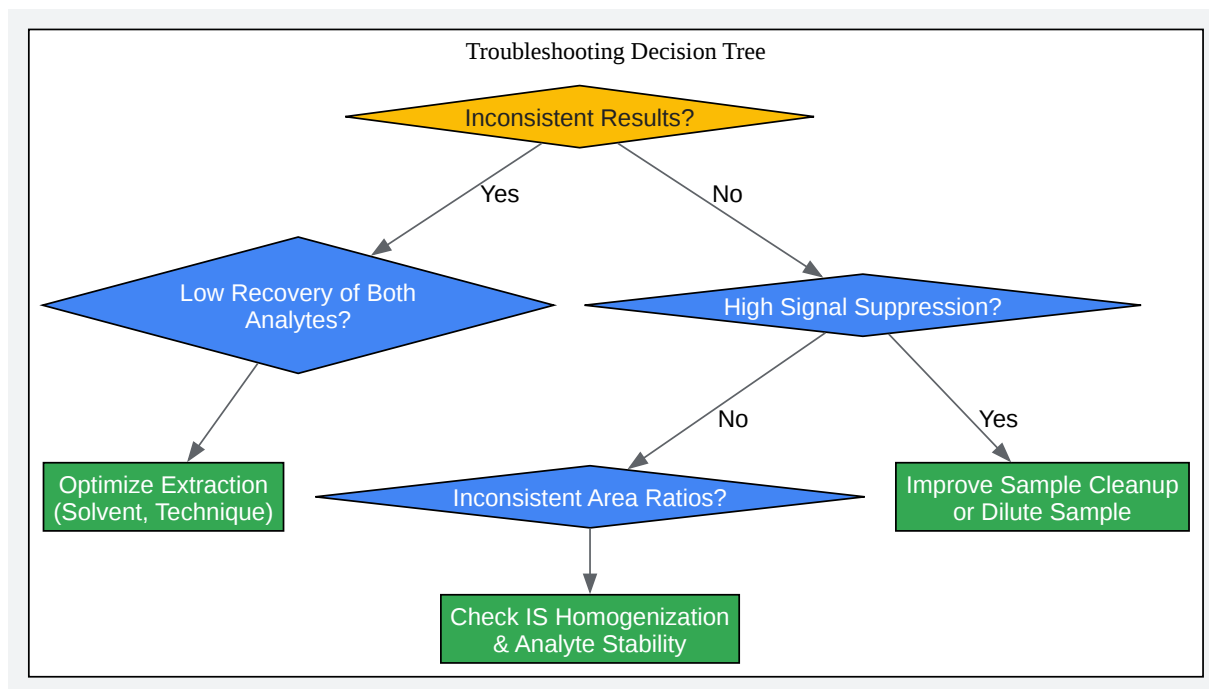 Troubleshooting Decision Tree
Inconsistent Results?
Yes
No
Low Recovery of Both
Analytes?
High Signal Suppression?
No
Yes
Optimize Extraction
(Solvent, Technique)
Inconsistent Area Ratios?
Improve Sample Cleanup
or Dilute Sample
Check IS Homogenization
& Analyte Stability